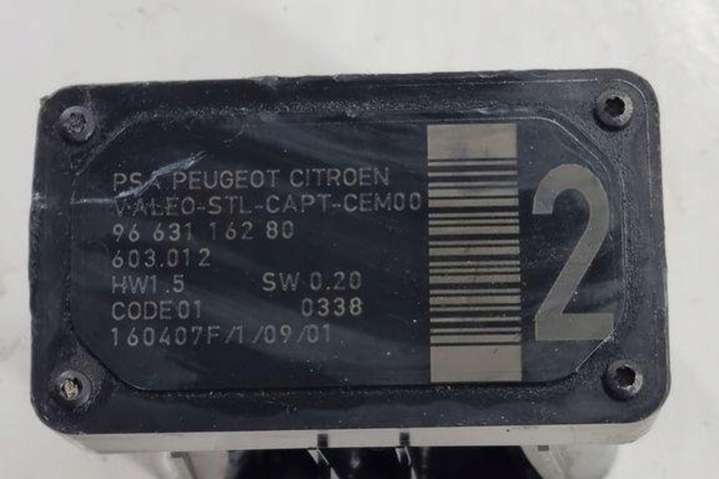 PSA PEUGEOT CITROEN
VALEO-STL-CAPT-CEM00
96 631 162 80
603.012
HW1.5 SW 0.20
CODE01 0338
160407F/1/09/01
2